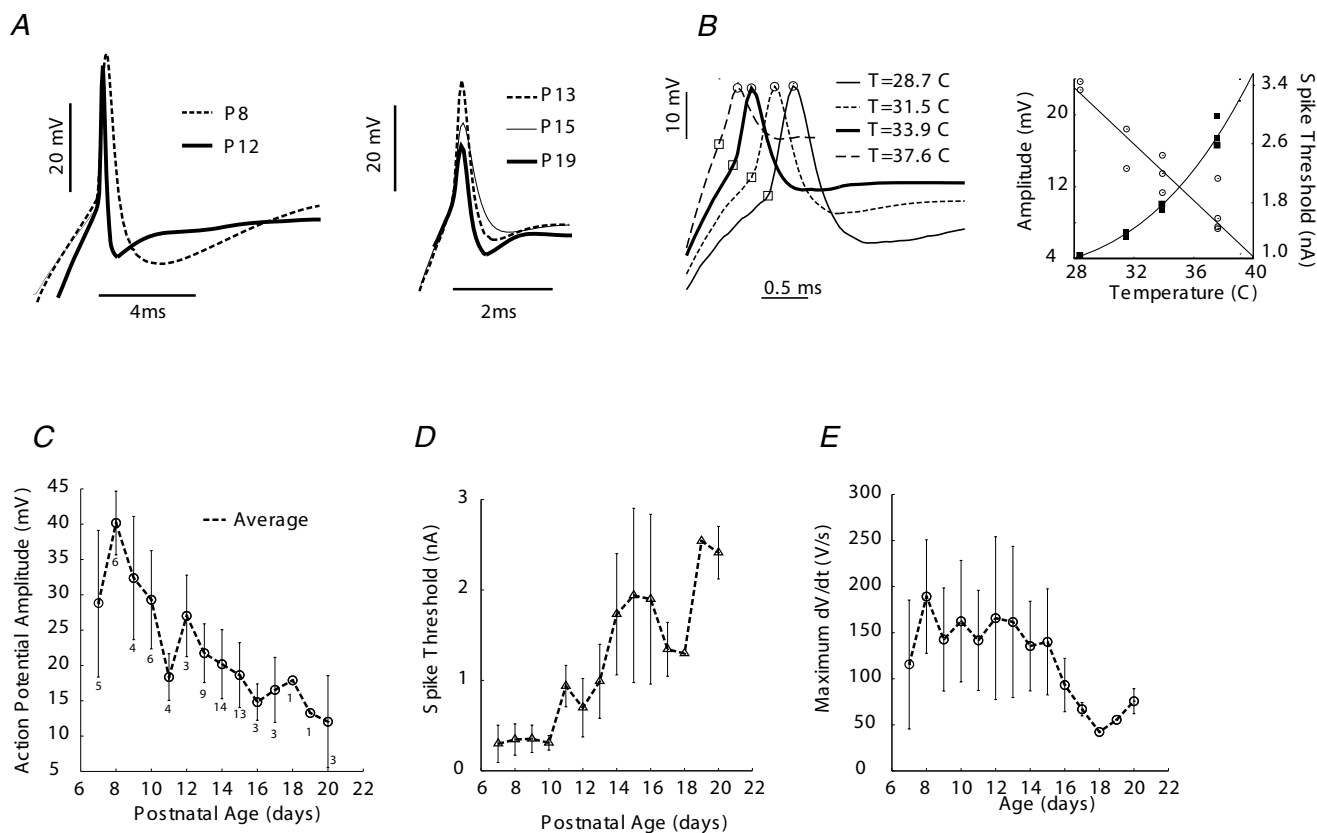 A
20 mV
P8
P12
4ms
20 mV
P13
P15
P19
2ms
B
10 mV
T=28.7 C
T=31.5 C
T=33.9 C
T=37.6 C
0.5 ms
Amplitude (mV)
20
12
4
3.4
2.6
1.8
1.0
Spike Threshold (nA)
28 32 36 40
Temperature (C)
C
Action Potential Amplitude (mV)
45
40
35
30
25
20
15
10
5
Average
5
6
4
6
4
3
9
14
13
3
3
1
1
3
6 8 10 12 14 16 18 20 22
Postnatal Age (days)
D
Spike Threshold (nA)
3
2
1
0
6 8 10 12 14 16 18 20 22
Postnatal Age (days)
E
Maximum dV/dt (V/s)
300
250
200
150
100
50
0
6 8 10 12 14 16 18 20 22
Age (days)